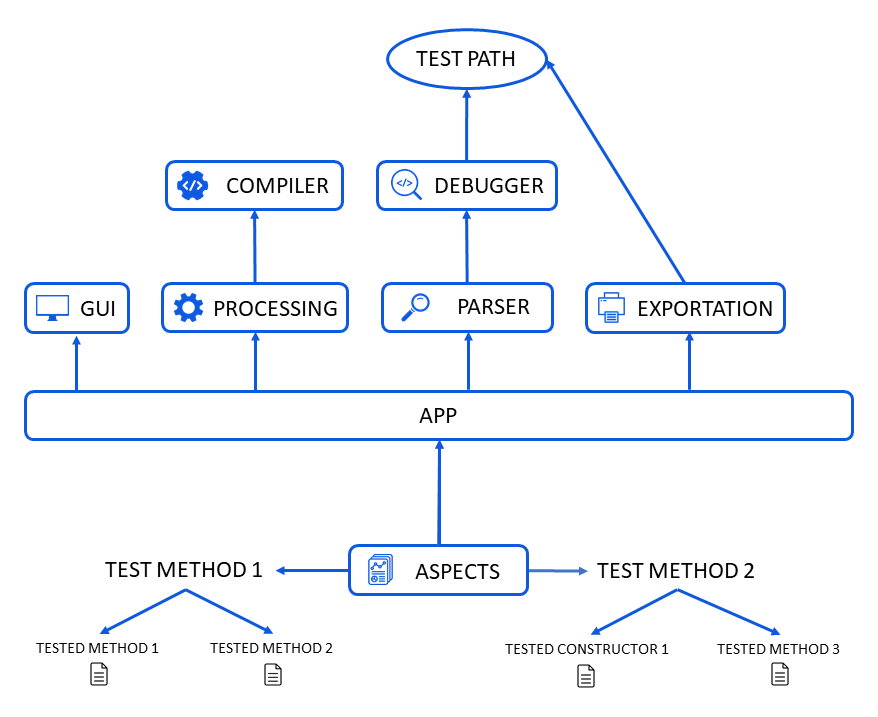 TEST PATH
</> COMPILER
</> DEBUGGER
GUI
PROCESSING
PARSER
EXPORTATION
APP
TEST METHOD 1
ASPECTS
TEST METHOD 2
TESTED METHOD 1
TESTED METHOD 2
TESTED CONSTRUCTOR 1
TESTED METHOD 3